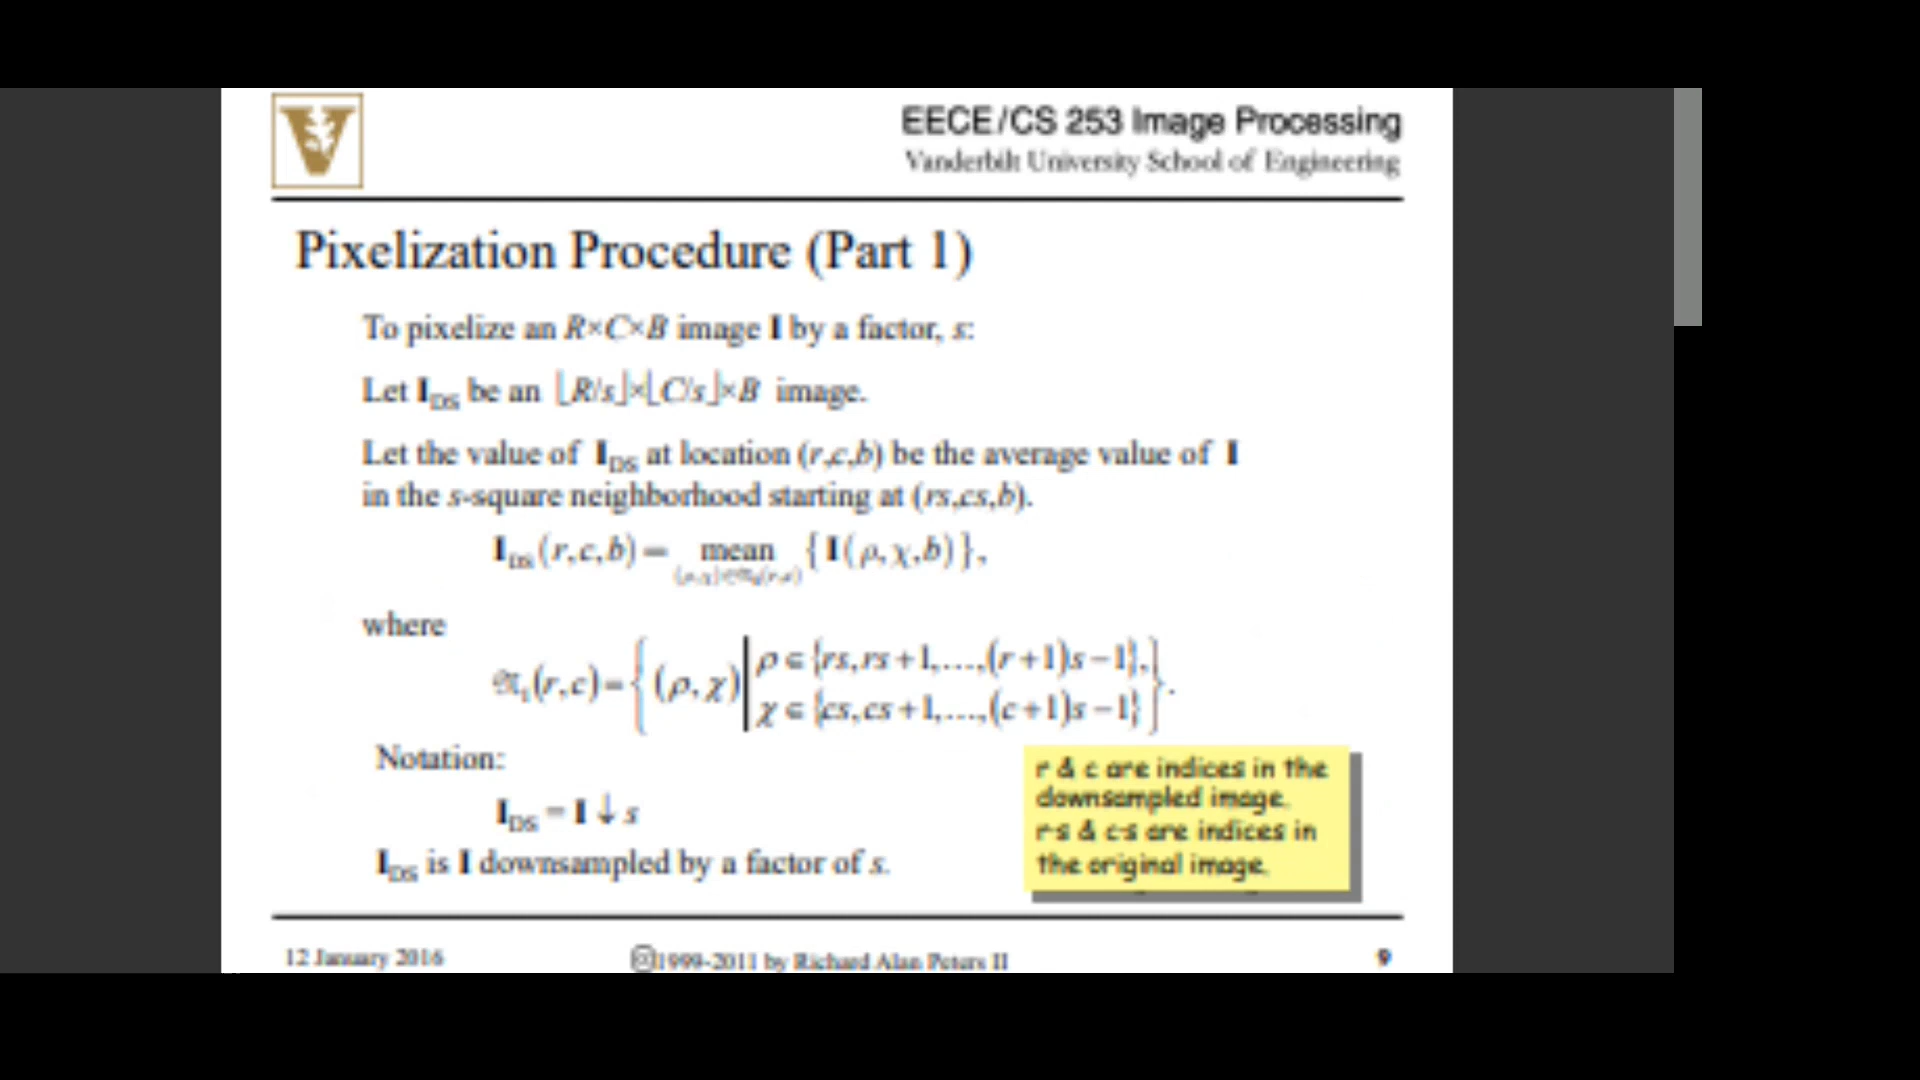 EECE/CS 253 Image Processing
Vanderbilt University School of Engineering
Pixelization Procedure (Part 1)
To pixelize an R×C×B image I by a factor, s:
Let I_DS be an ⌊R/s⌋×⌊C/s⌋×B image.
Let the value of I_DS at location (r,c,b) be the average value of I
in the s-square neighborhood starting at (rs,cs,b).
I_DS(r,c,b) = mean {I(ρ,χ,b)},
where
(r,c) = { (ρ,χ) | ρ ∈ {rs, rs+1,…,(r+1)s−1},
χ ∈ {cs, cs+1,…,(c+1)s−1} }.
Notation:
I_DS = I ↓ s
I_DS is I downsampled by a factor of s.
r & c are indices in the
downsampled image.
r·s & c·s are indices in
the original image.
12 January 2016
©1999-2011 by Richard Alan Peters II
9